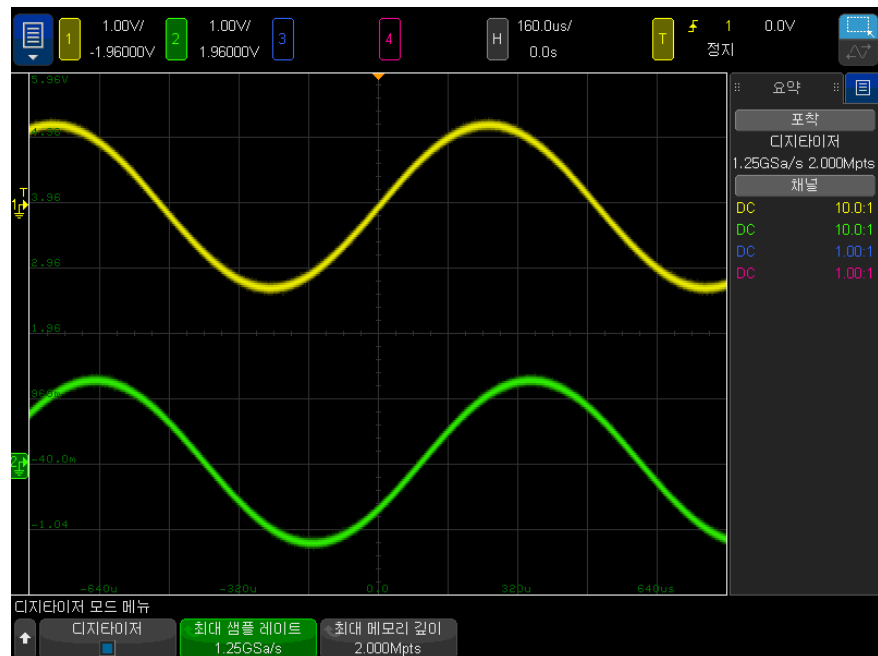 1 1.00V/ -1.96000V
2 1.00V/ 1.96000V
3
4
H 160.0us/ 0.0s
T 1 0.0V 정지
요약
포착
디지타이저
1.25GSa/s 2.000Mpts
채널
DC 10.0:1
DC 10.0:1
DC 1.00:1
DC 1.00:1
5.96V
T
1 3.96
2.96
1.96
2 -40.0m
-1.04
-640u -320u 0.0 320u 640us
디지타이저 모드 메뉴
디지타이저
최대 샘플 레이트
1.25GSa/s
최대 메모리 깊이
2.000Mpts